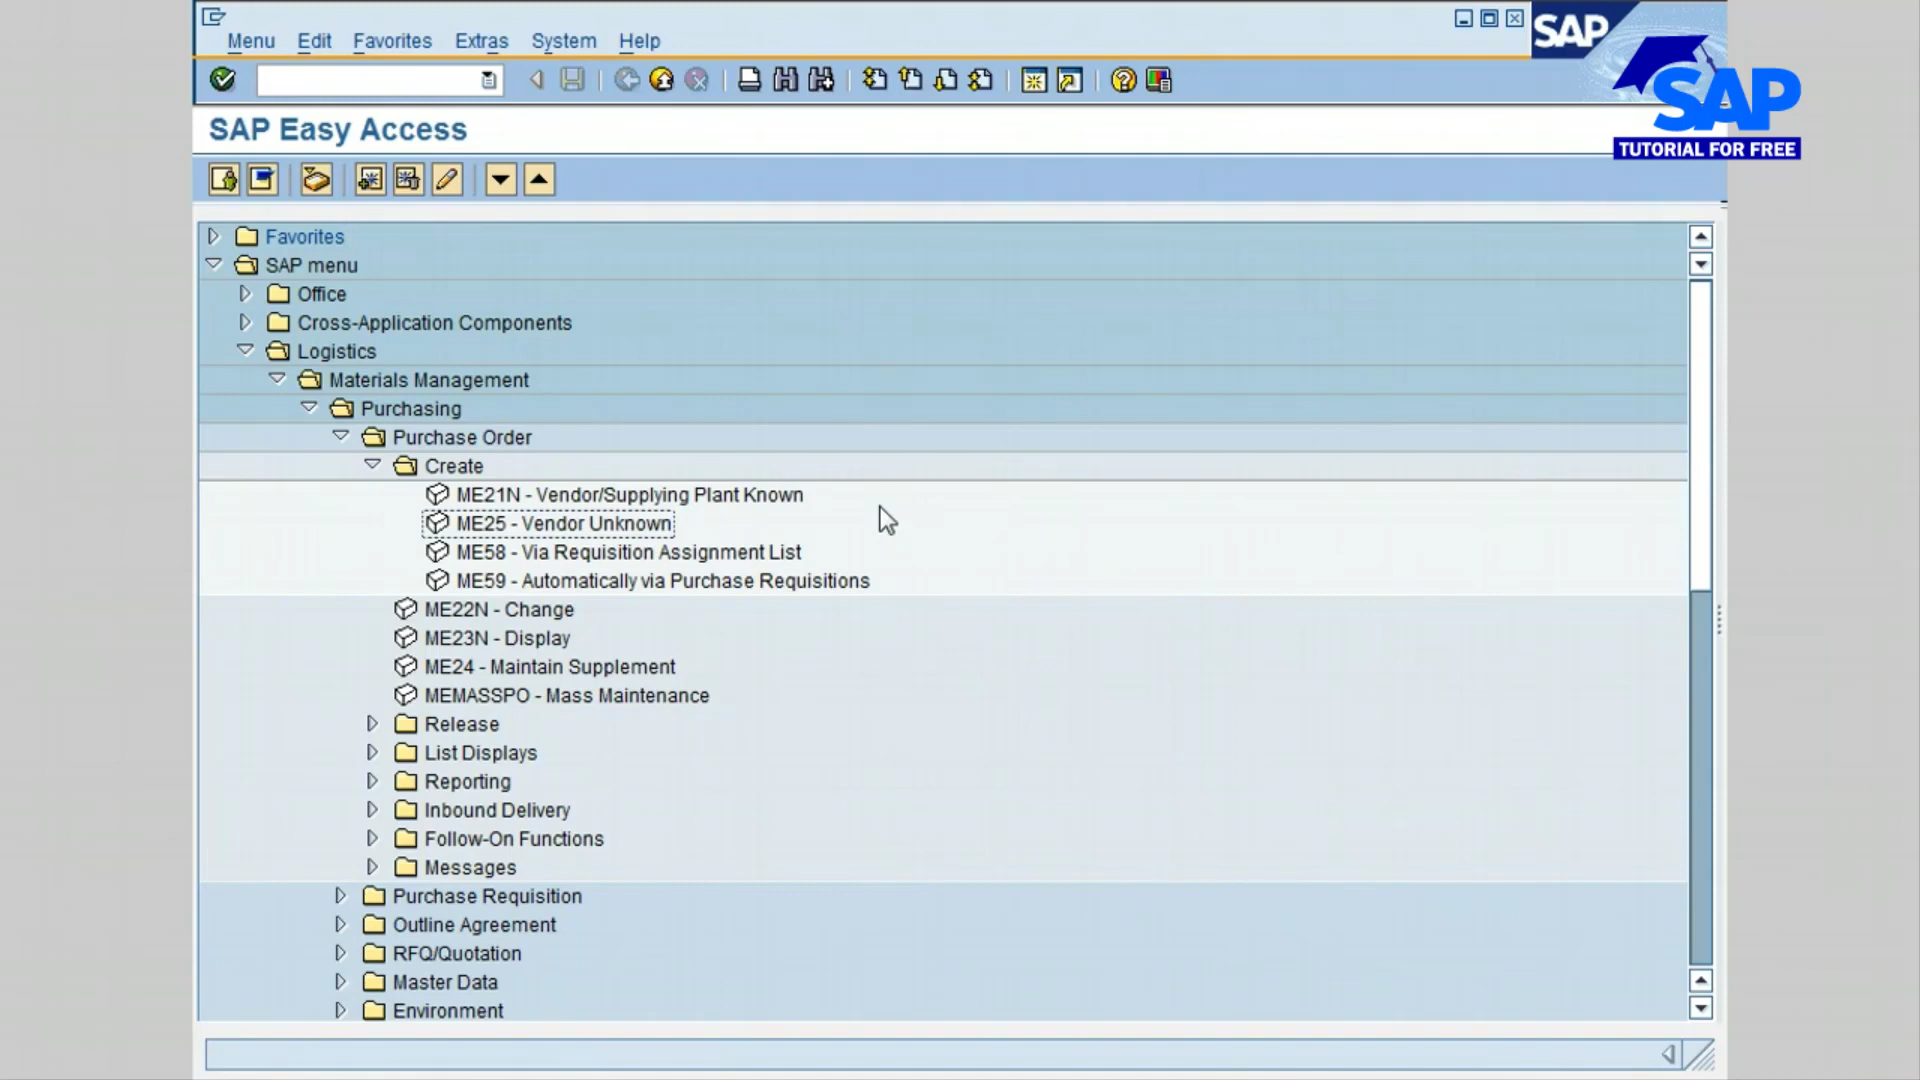 Menu Edit Favorites Extras System Help
SAP
SAP
TUTORIAL FOR FREE
SAP Easy Access
Favorites
SAP menu
Office
Cross-Application Components
Logistics
Materials Management
Purchasing
Purchase Order
Create
ME21N - Vendor/Supplying Plant Known
ME25 - Vendor Unknown
ME58 - Via Requisition Assignment List
ME59 - Automatically via Purchase Requisitions
ME22N - Change
ME23N - Display
ME24 - Maintain Supplement
MEMASSPO - Mass Maintenance
Release
List Displays
Reporting
Inbound Delivery
Follow-On Functions
Messages
Purchase Requisition
Outline Agreement
RFQ/Quotation
Master Data
Environment